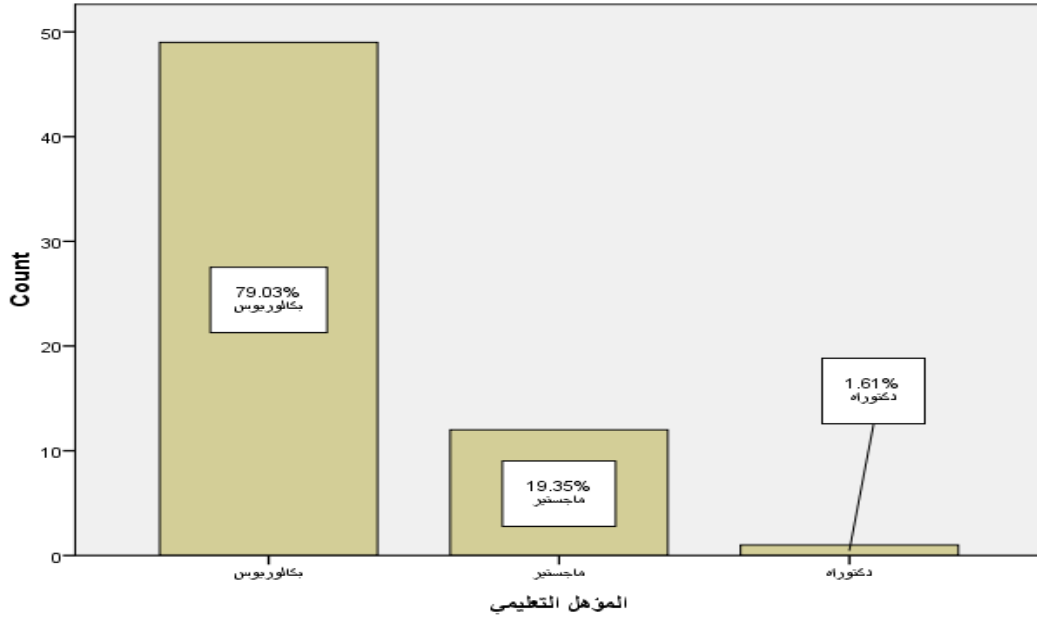 50
40
30
20
10
0
Count
79.03%
بكالوريوس
19.35%
ماجستير
1.61%
دكتوراه
بكالوريوس
ماجستير
دكتوراه
المؤهل التعليمي